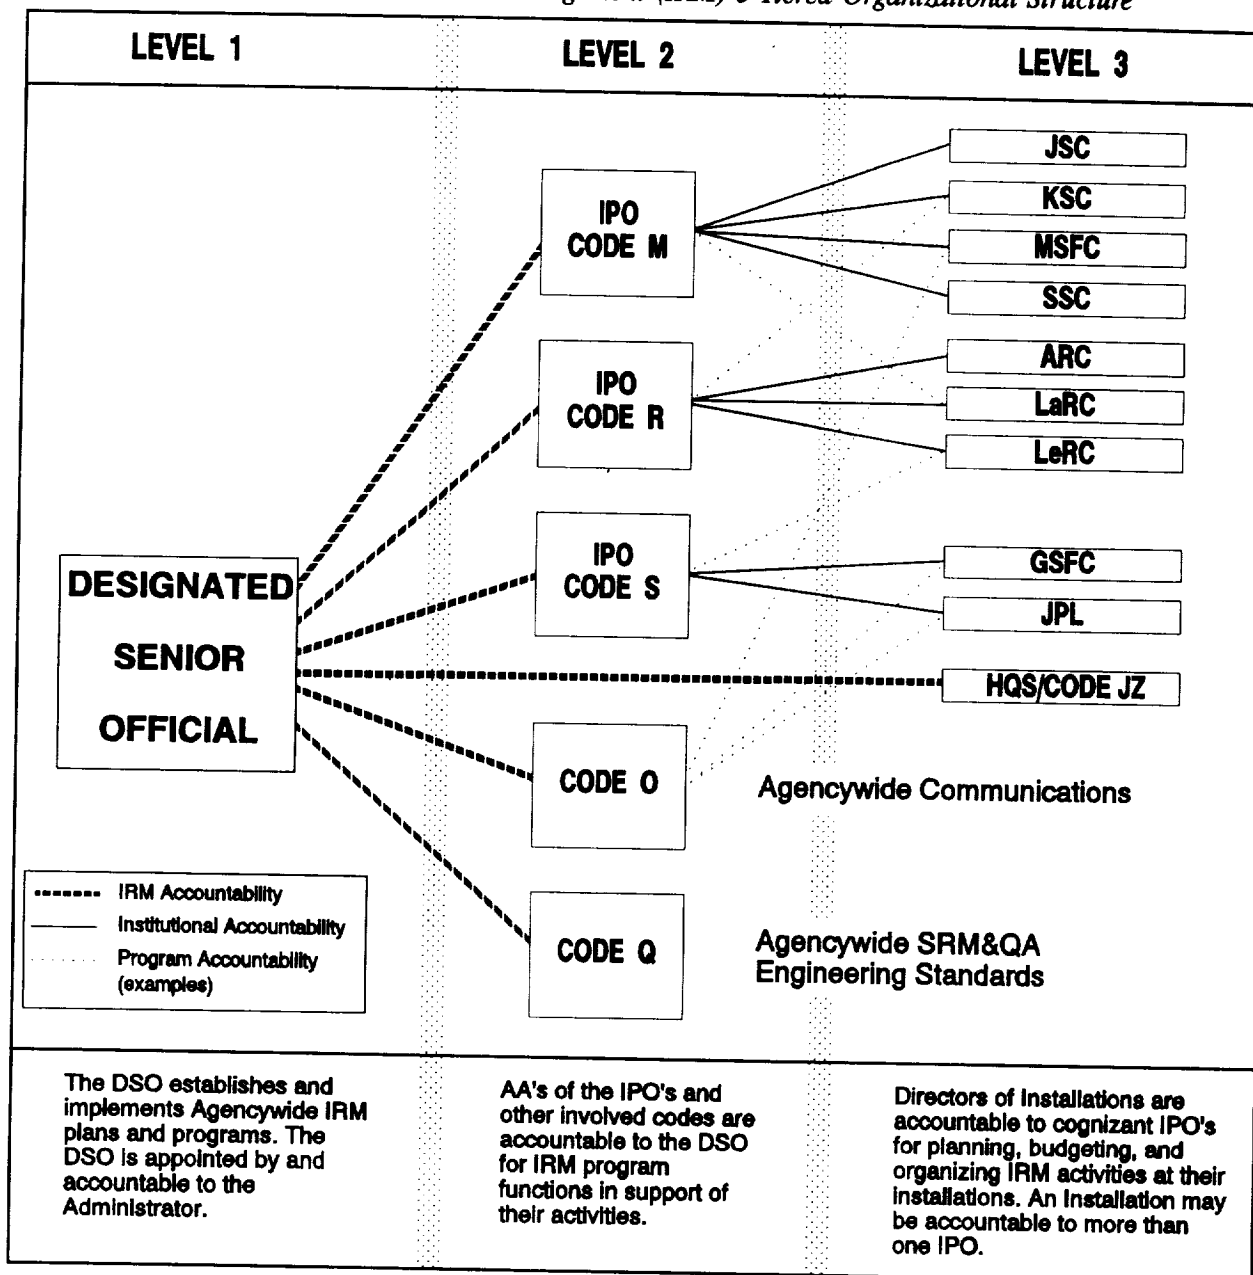 (IRM) 3-Tiered Organizational Structure
LEVEL 1
LEVEL 2
LEVEL 3
DESIGNATED
SENIOR
OFFICIAL
IPO
CODE M
IPO
CODE R
IPO
CODE S
CODE O
CODE Q
JSC
KSC
MSFC
SSC
ARC
LaRC
LeRC
GSFC
JPL
HQS/CODE JZ
Agencywide Communications
Agencywide SRM&QA
Engineering Standards
IRM Accountability
Institutional Accountability
Program Accountability
(examples)
The DSO establishes and
implements Agencywide IRM
plans and programs. The
DSO is appointed by and
accountable to the
Administrator.
AA's of the IPO's and
other involved codes are
accountable to the DSO
for IRM program
functions in support of
their activities.
Directors of Installations are
accountable to cognizant IPO's
for planning, budgeting, and
organizing IRM activities at their
installations. An Installation may
be accountable to more than
one IPO.